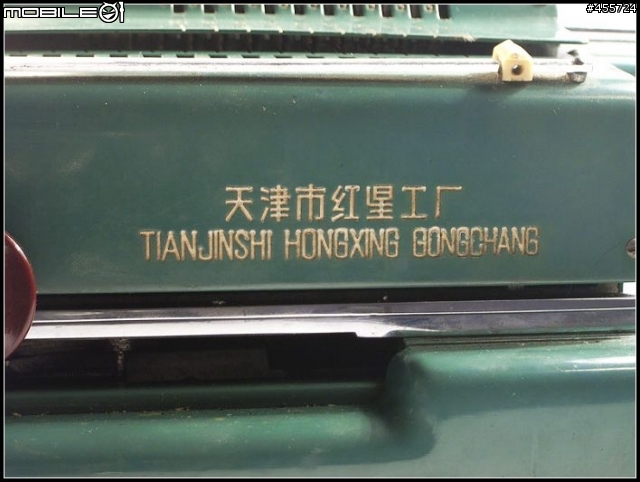 MOBILE01
#455724
天津市红星工厂
TIANJINSHI HONGXING GONGCHANG